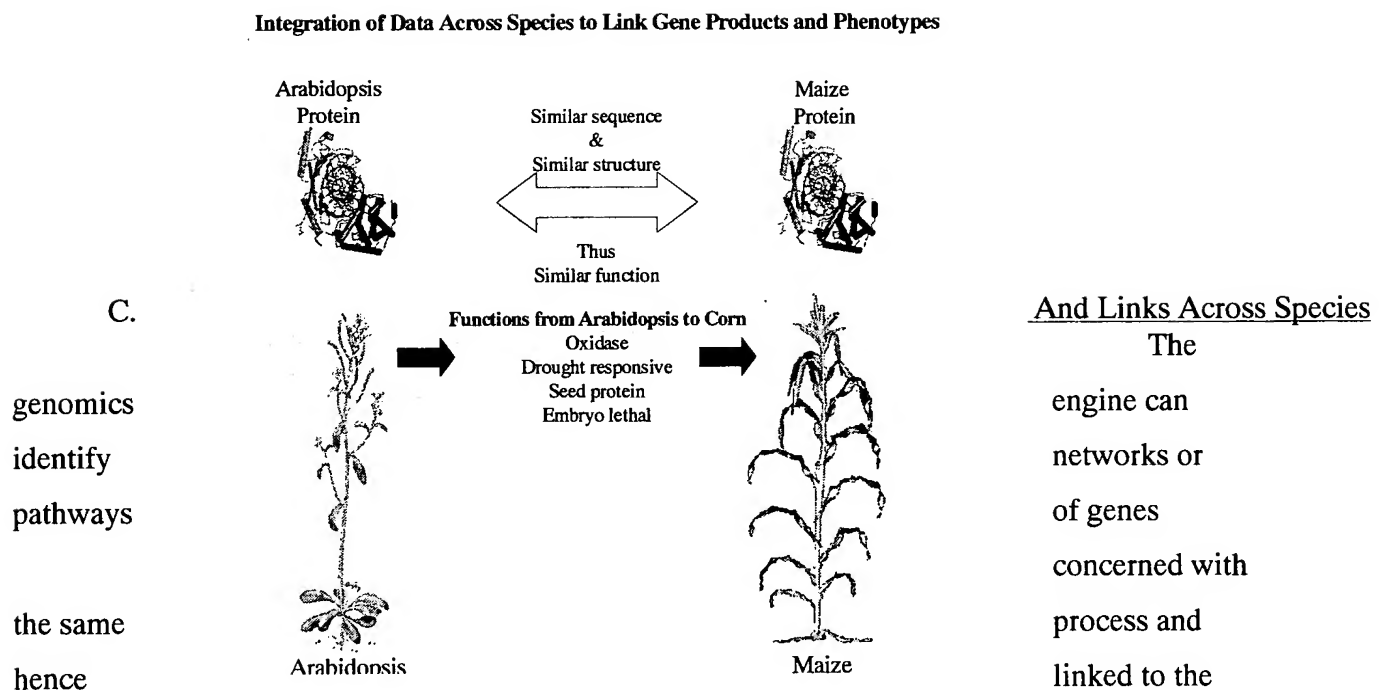 Integration of Data Across Species to Link Gene Products and Phenotypes
Arabidopsis
Protein
Similar sequence
&
Similar structure
Maize
Protein
Thus
Similar function
C.
And Links Across Species
Functions from Arabidopsis to Corn
Oxidase
Drought responsive
Seed protein
Embryo lethal
The
genomics engine can
identify networks or
pathways of genes
concerned with
the same process and
hence linked to the
Arabidopsis
Maize